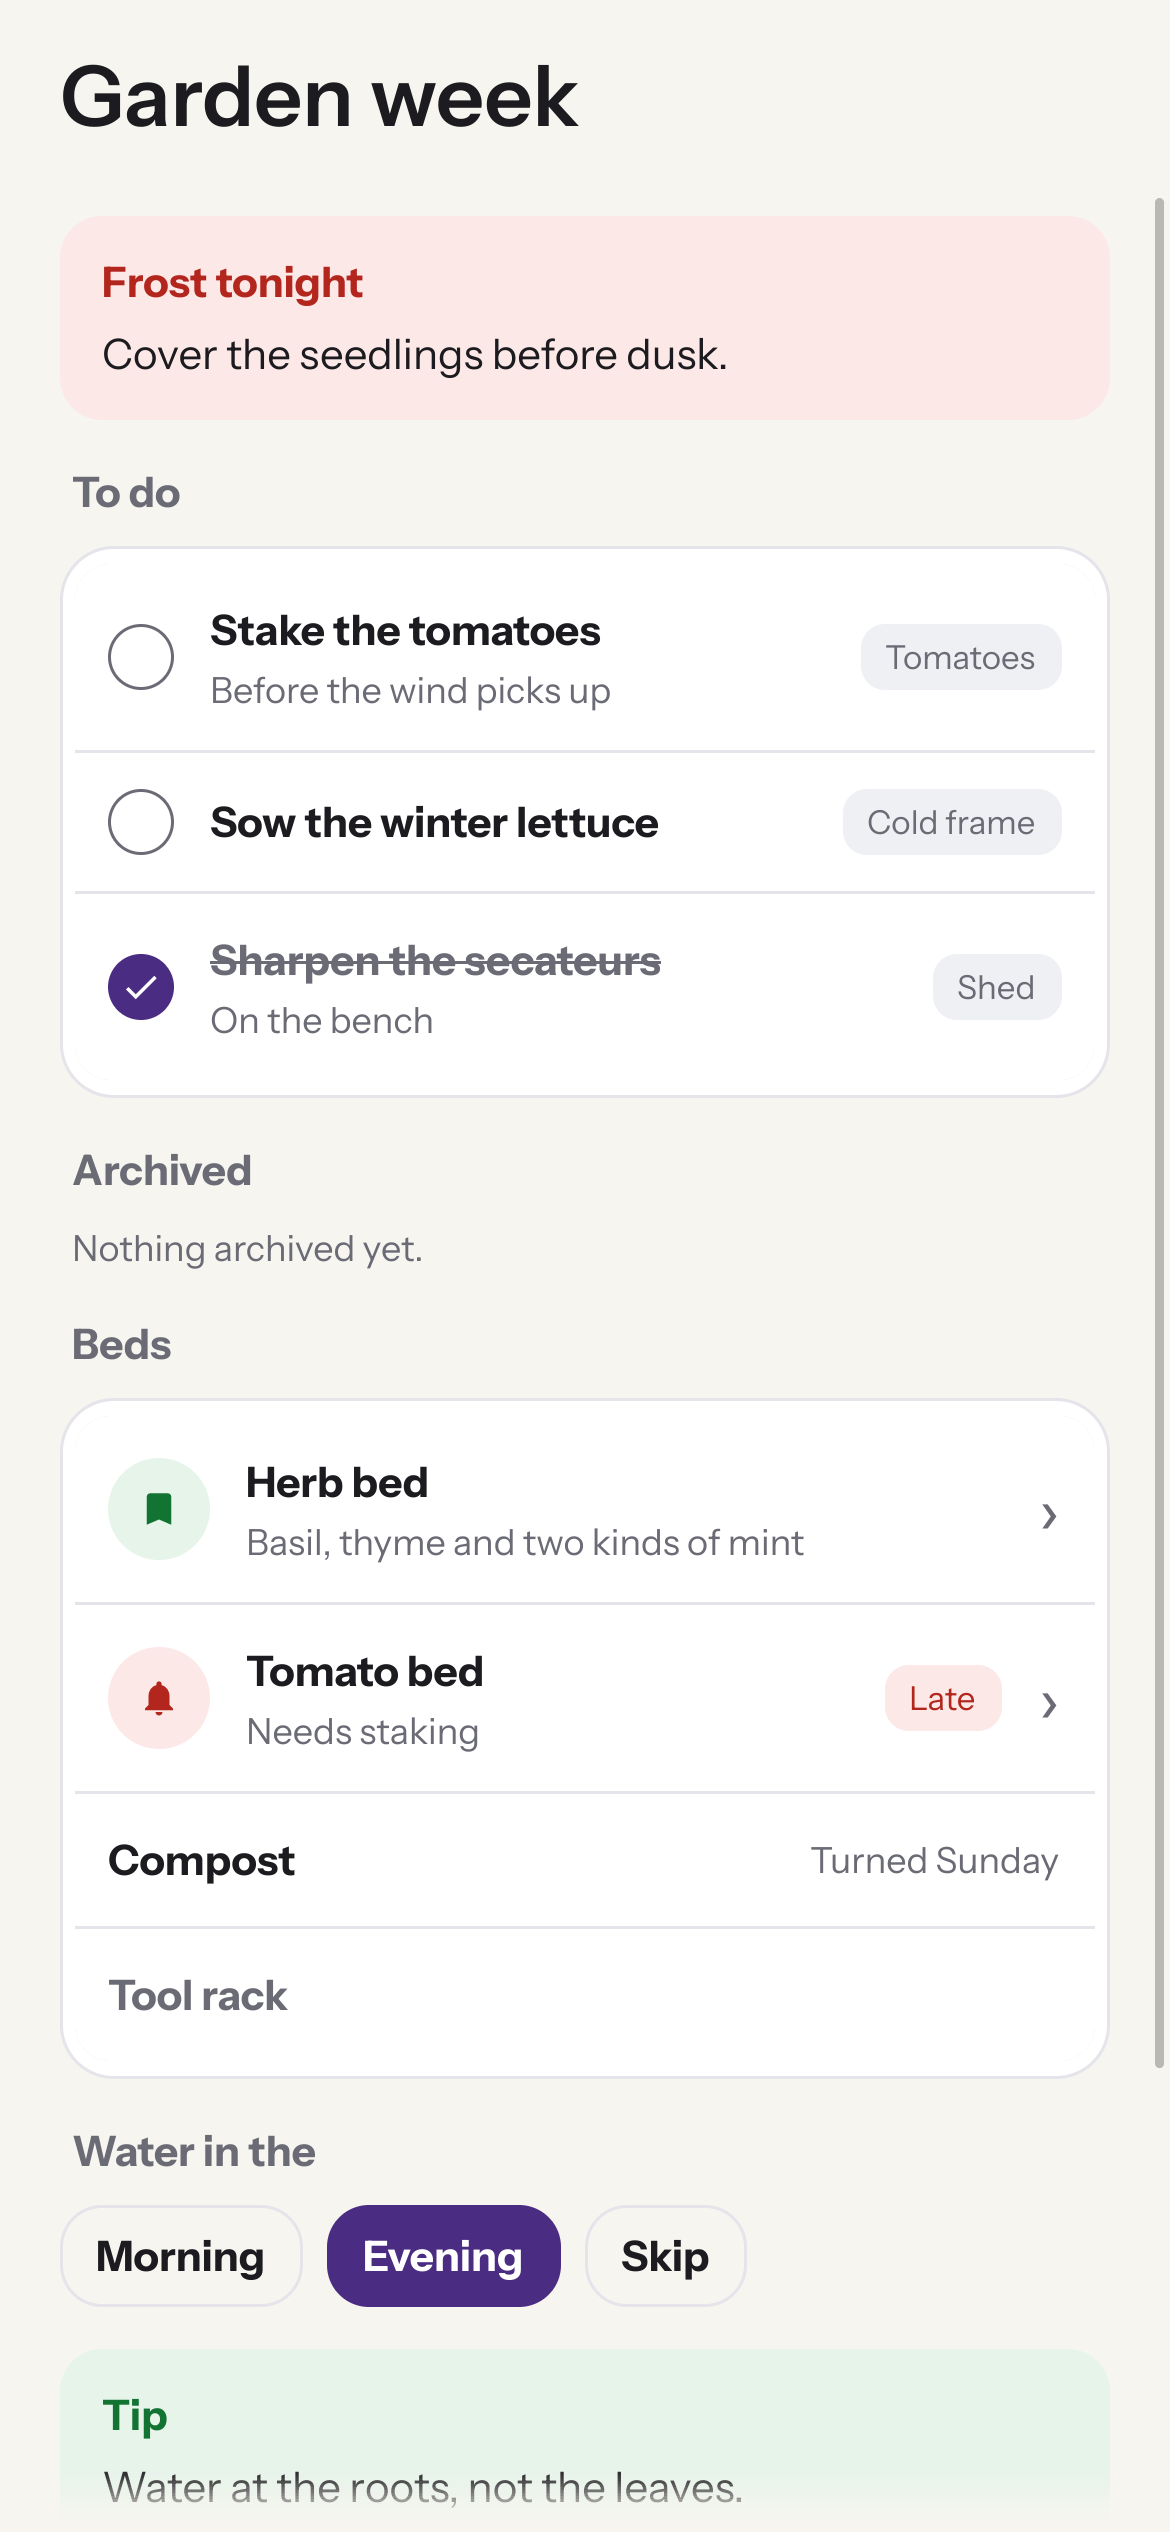 Garden week
Frost tonight
Cover the seedlings before dusk.
To do
Stake the tomatoes
Before the wind picks up
Tomatoes
Sow the winter lettuce
Cold frame
Sharpen the secateurs
On the bench
Shed
Archived
Nothing archived yet.
Beds
Herb bed
Basil, thyme and two kinds of mint
Tomato bed
Needs staking
Late
Compost
Turned Sunday
Tool rack
Water in the
Morning
Evening
Skip
Tip
Water at the roots, not the leaves.